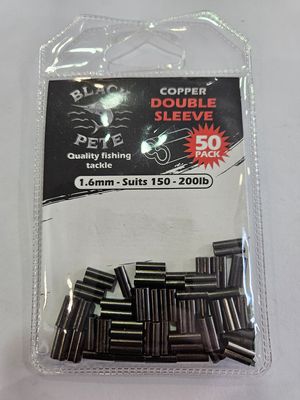 BLACK
PETE
Quality fishing
tackle
COPPER
DOUBLE
SLEEVE
50
PACK
1.6mm - Suits 150 - 200lb